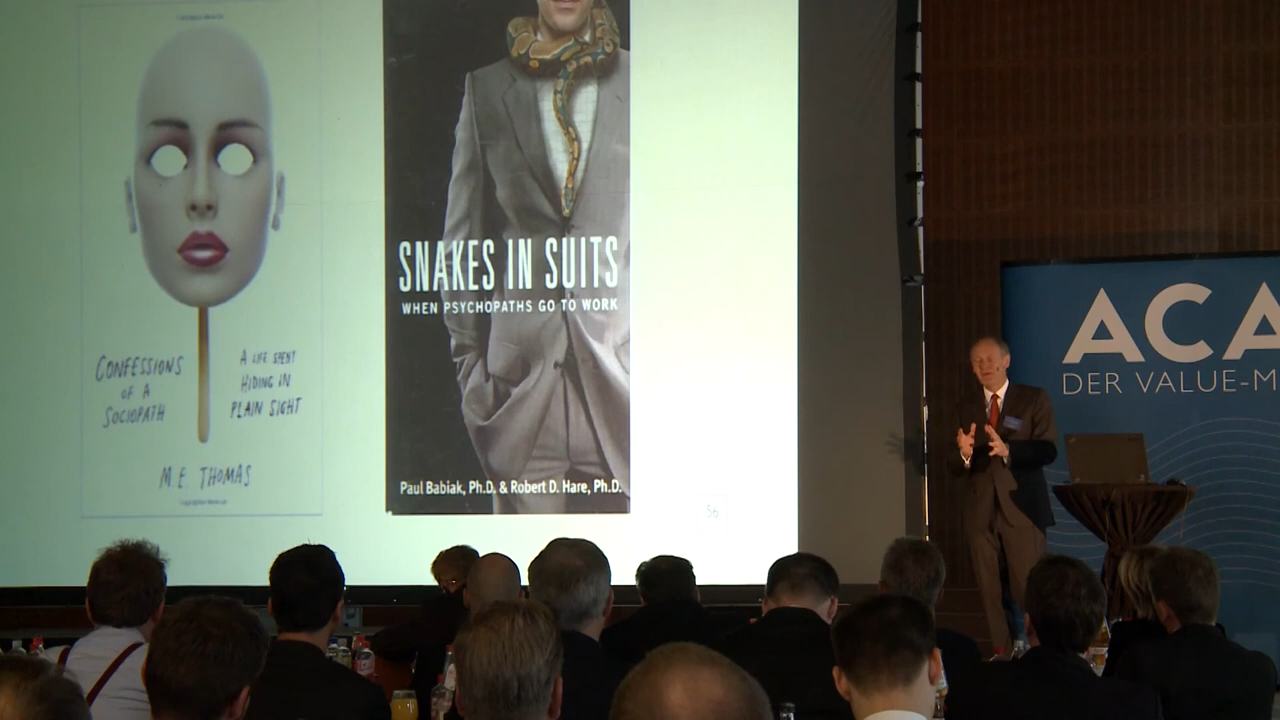 SNAKES IN SUITS
WHEN PSYCHOPATHS GO TO WORK
Paul Babiak, Ph.D. & Robert D. Hare, Ph.D.
CONFESSIONS
OF A
SOCIOPATH
A LIFE SPENT
HIDING IN
PLAIN SIGHT
M.E. THOMAS
56
ACA
DER VALUE-M